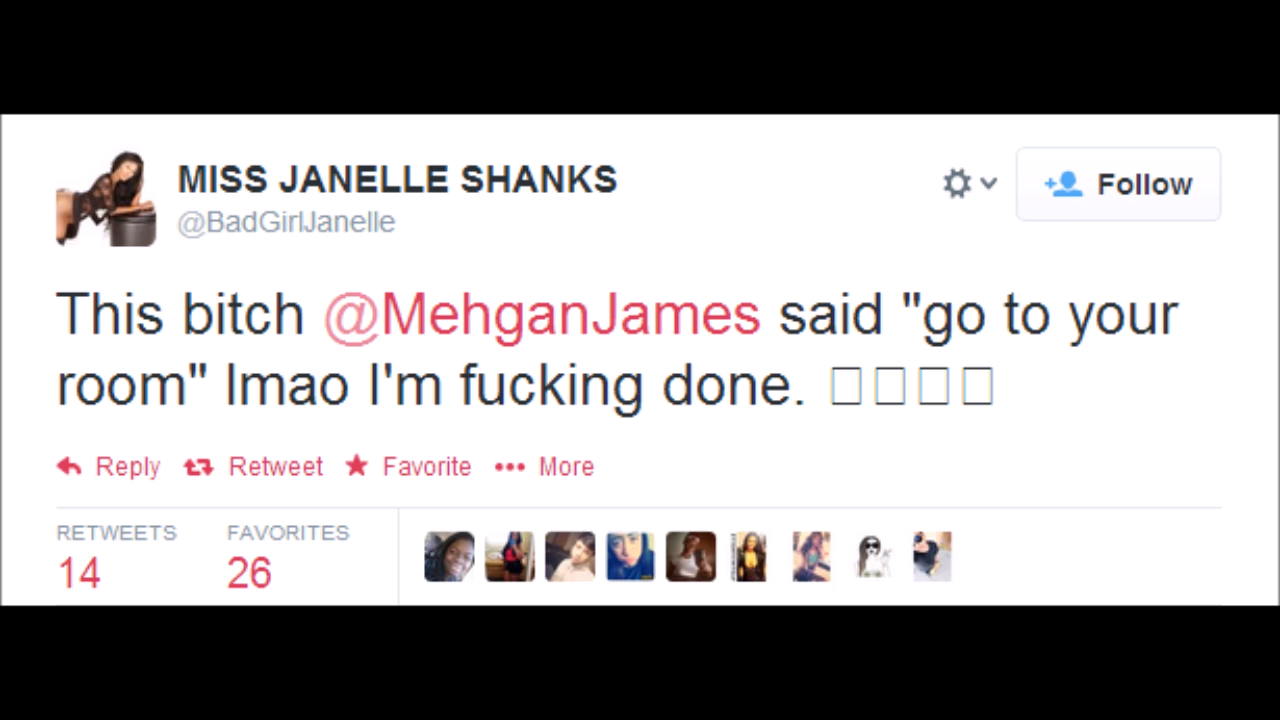 MISS JANELLE SHANKS
@BadGirlJanelle
Follow
This bitch @MehganJames said "go to your
room" lmao I'm fucking done. □□□□
Reply Retweet Favorite More
RETWEETS FAVORITES
14 26